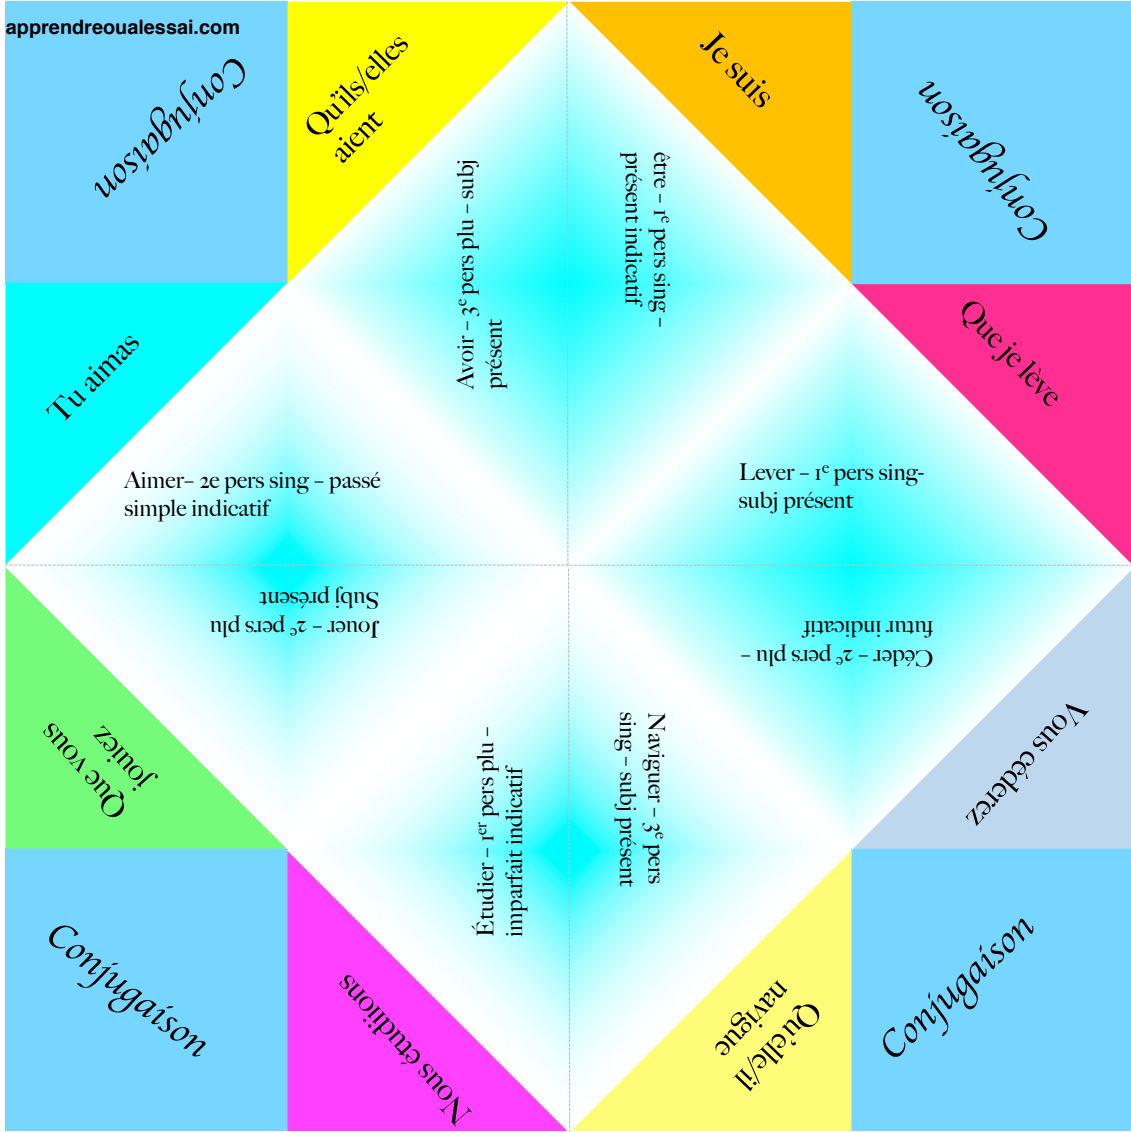 apprendreoualessai.com
Conjugaison
Qu'ils/elles
aient
Je suis
Conjugaison
Avoir – 3e pers plu – subj
présent
être – 1e pers sing –
présent indicatif
Tu aimas
Que je lève
Aimer– 2e pers sing – passé
simple indicatif
Lever – 1e pers sing-
subj présent
Jouer – 2e pers plu
Subj présent
Céder – 2e pers plu –
futur indicatif
Que vous
jouiez
Étudier – 1er pers plu –
imparfait indicatif
Naviguer – 3e pers
sing – subj présent
Vous céderez
Conjugaison
Nous étudiions
Qu'elle/il
navigue
Conjugaison